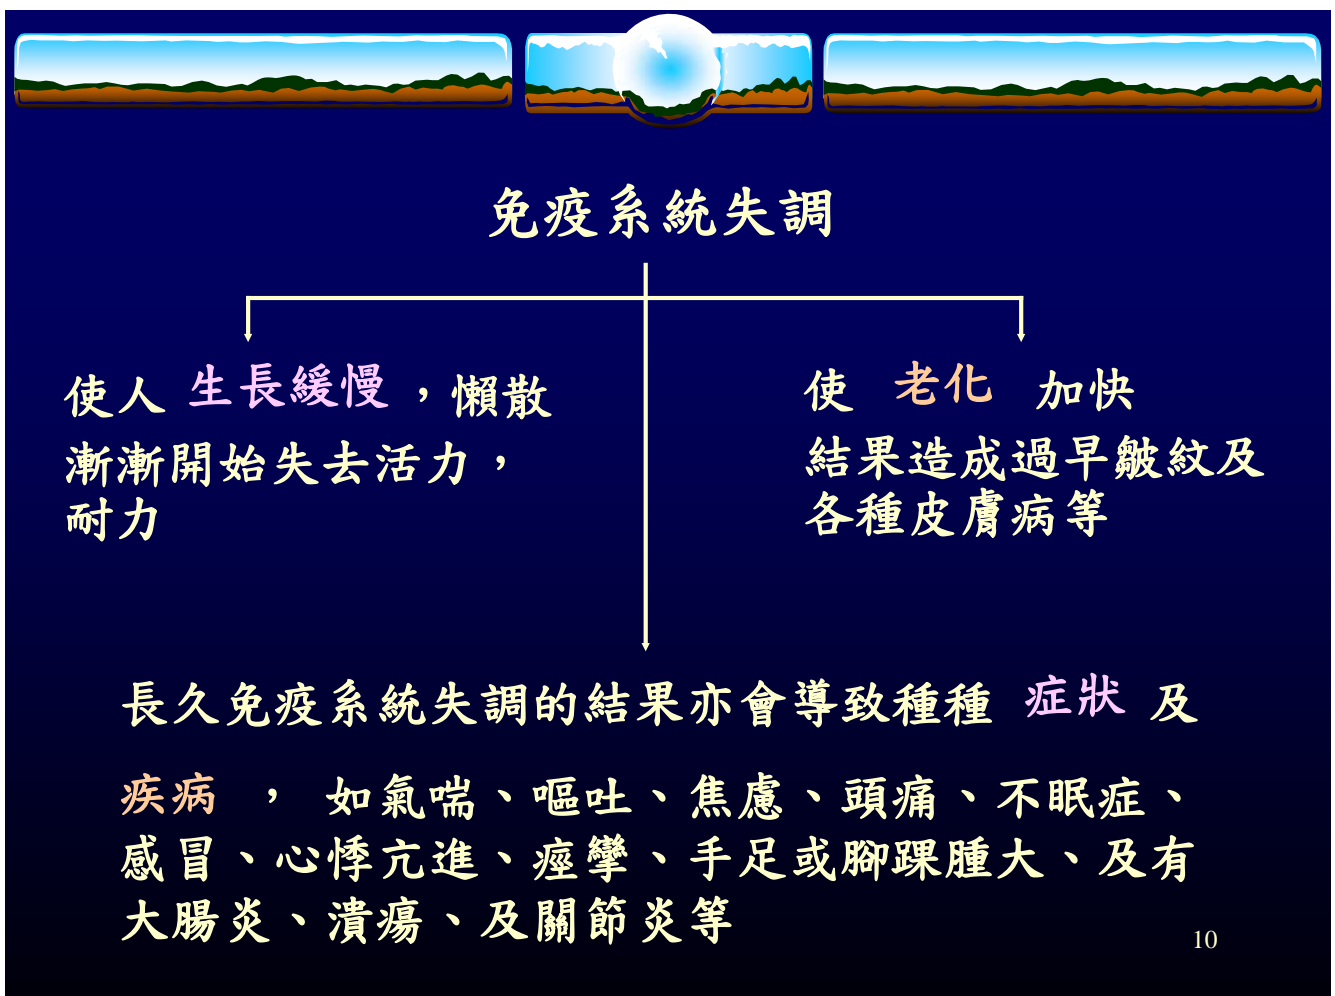 免疫系統失調
使人 生長緩慢 ，懶散
漸漸開始失去活力，
耐力
使 老化 加快
結果造成過早皺紋及
各種皮膚病等
長久免疫系統失調的結果亦會導致種種 症狀 及
疾病 ， 如氣喘、嘔吐、焦慮、頭痛、不眠症、
感冒、心悸亢進、痙攣、手足或腳踝腫大、及有
大腸炎、潰瘍、及關節炎等
10